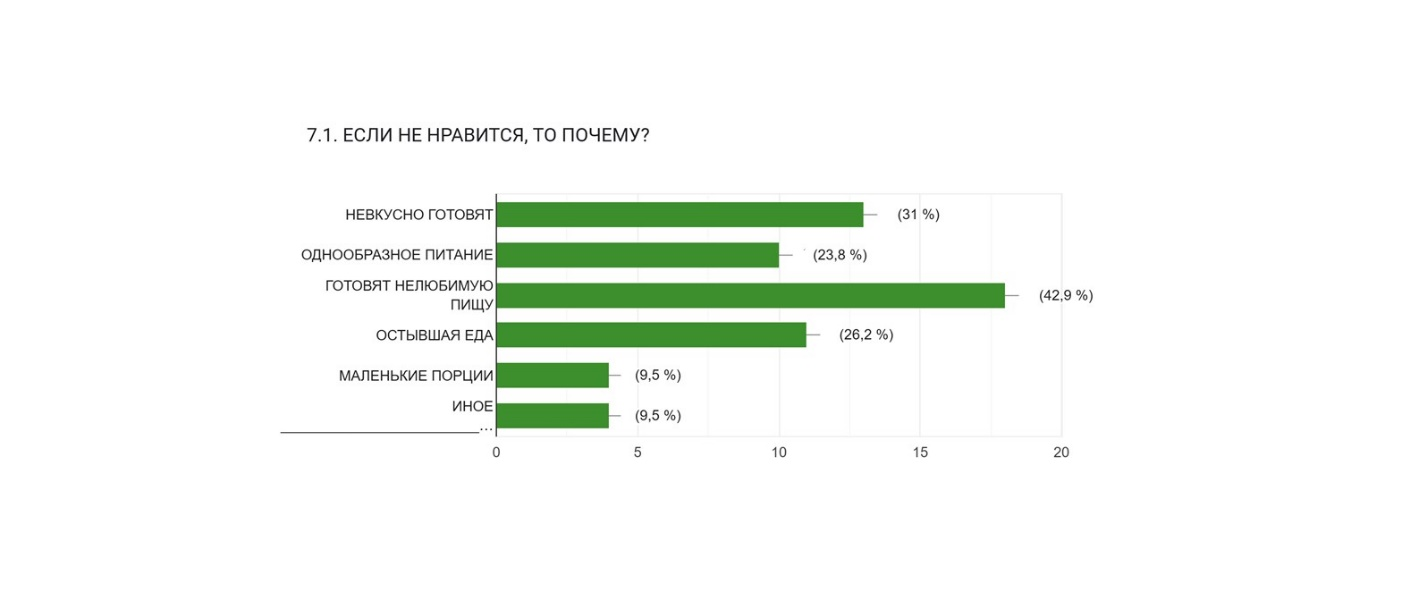 7.1. ЕСЛИ НЕ НРАВИТСЯ, ТО ПОЧЕМУ?
НЕВКУСНО ГОТОВЯТ
(31 %)
ОДНООБРАЗНОЕ ПИТАНИЕ
(23,8 %)
ГОТОВЯТ НЕЛЮБИМУЮ
ПИЩУ
(42,9 %)
ОСТЫВШАЯ ЕДА
(26,2 %)
МАЛЕНЬКИЕ ПОРЦИИ
(9,5 %)
ИНОЕ
…
(9,5 %)
0 5 10 15 20